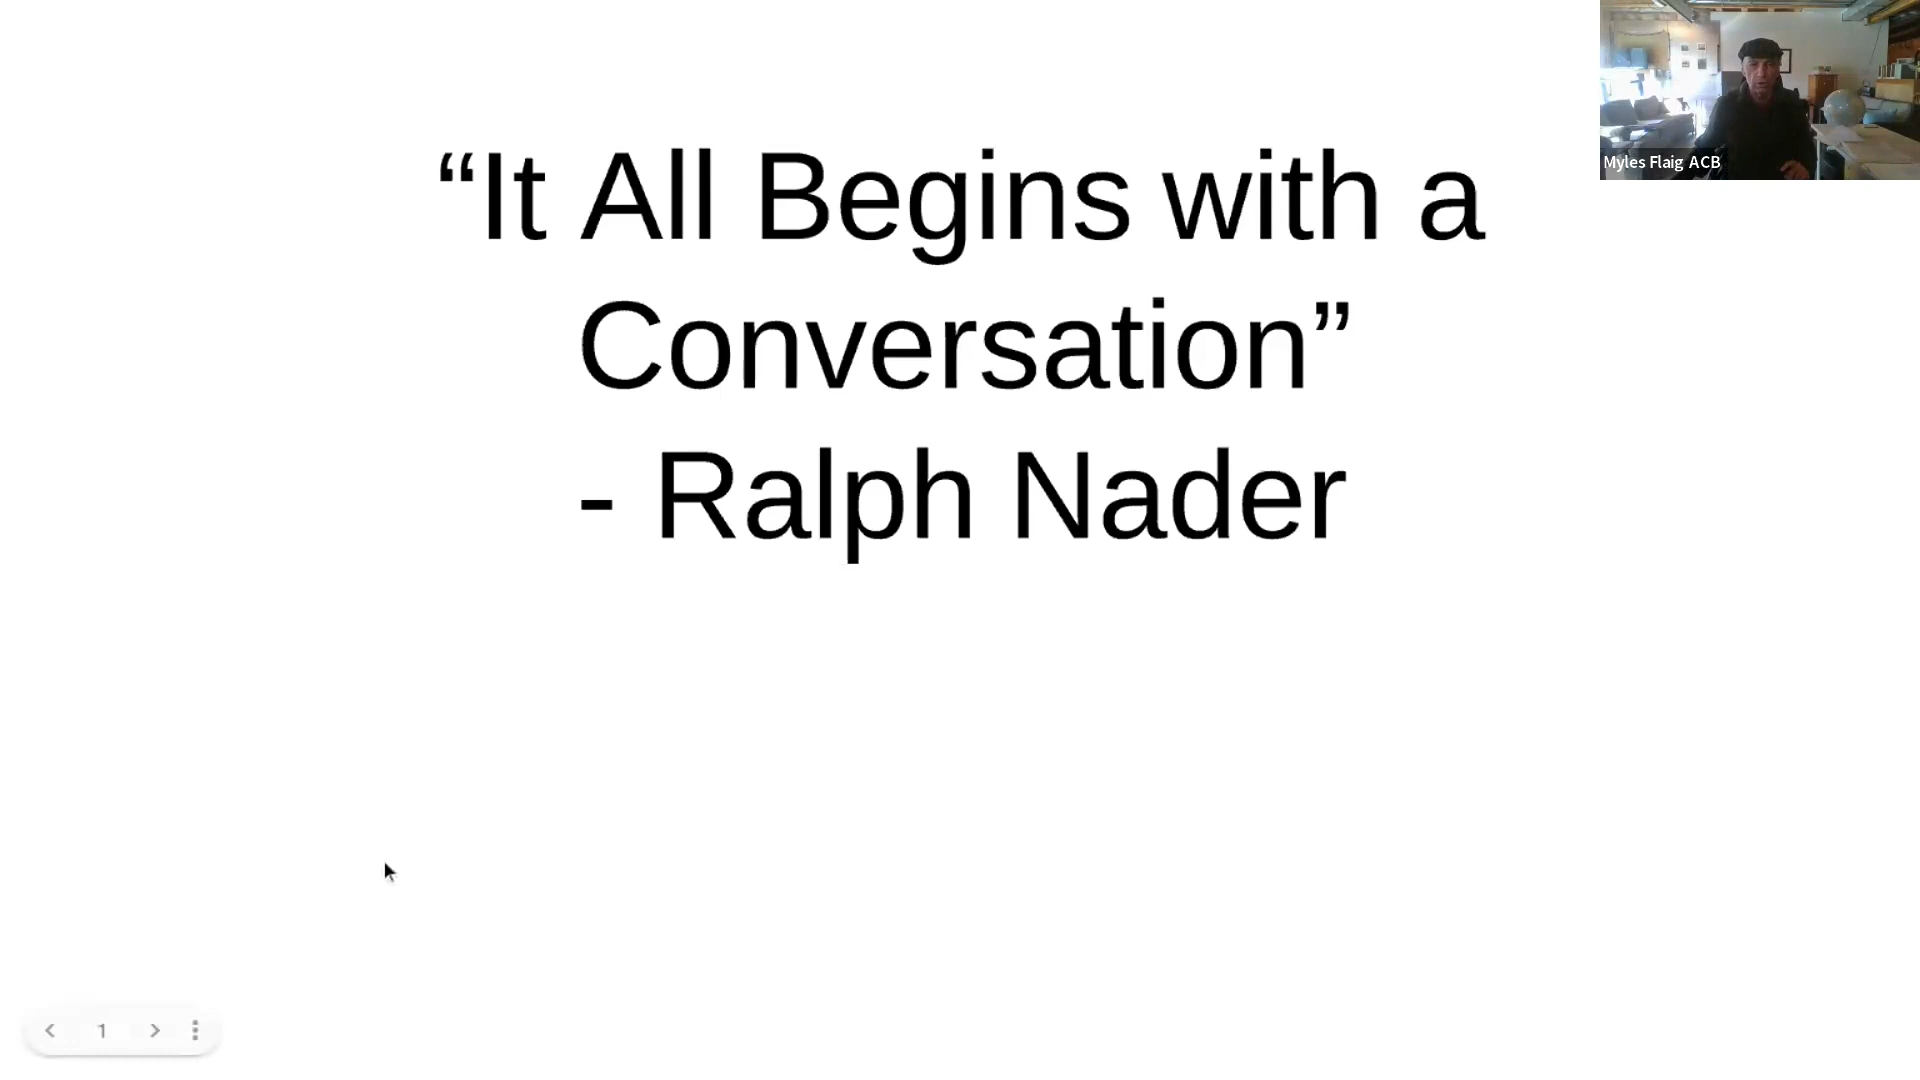 “It All Begins with a
Conversation”
- Ralph Nader
Myles Flaig ACB
1